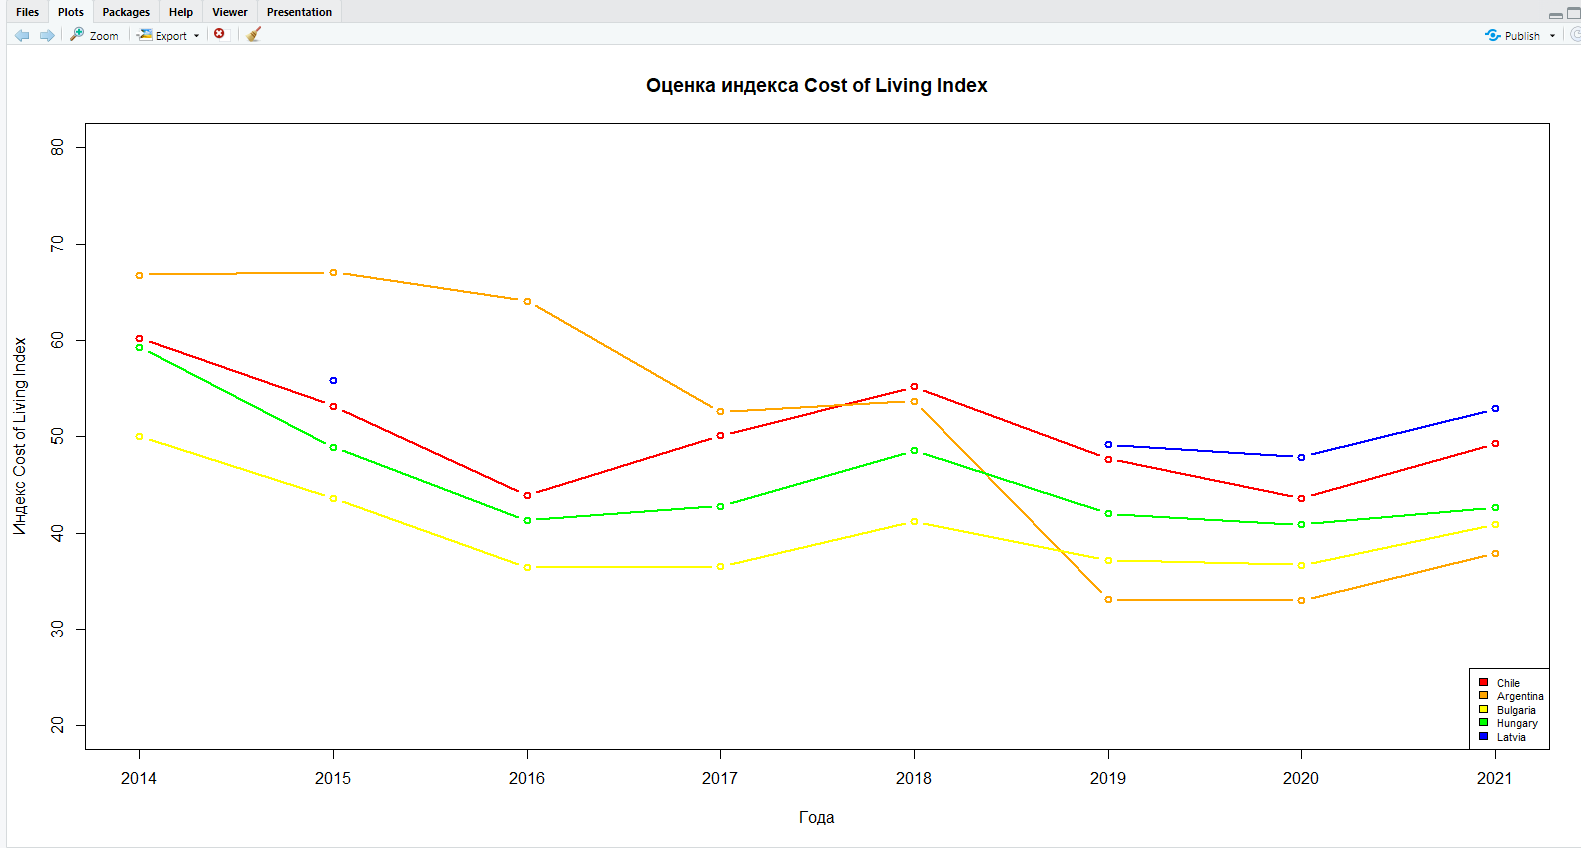 Files Plots Packages Help Viewer Presentation
Zoom Export Publish
Оценка индекса Cost of Living Index
80
70
60
50
40
30
20
Индекс Cost of Living Index
2014 2015 2016 2017 2018 2019 2020 2021
Года
Chile
Argentina
Bulgaria
Hungary
Latvia